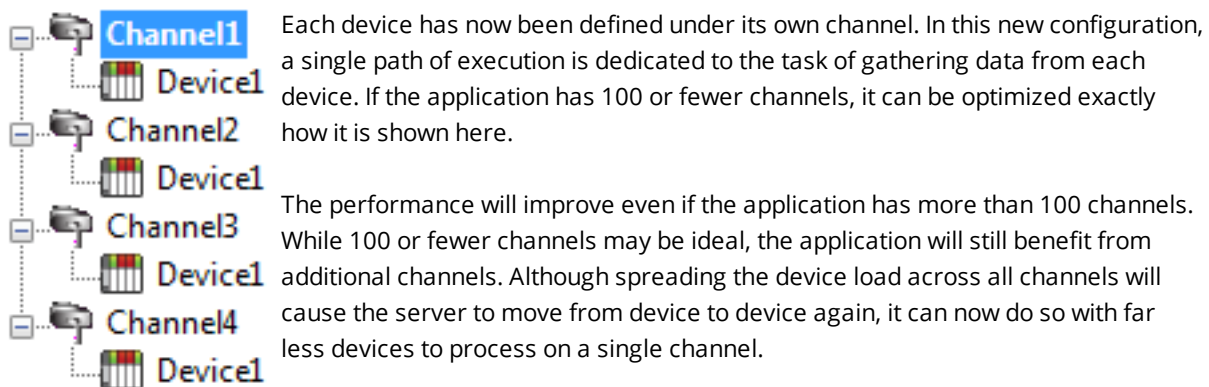 Channel1
Device1
Channel2
Device1
Channel3
Device1
Channel4
Device1
Each device has now been defined under its own channel. In this new configuration,
a single path of execution is dedicated to the task of gathering data from each
device. If the application has 100 or fewer channels, it can be optimized exactly
how it is shown here.
The performance will improve even if the application has more than 100 channels.
While 100 or fewer channels may be ideal, the application will still benefit from
additional channels. Although spreading the device load across all channels will
cause the server to move from device to device again, it can now do so with far
less devices to process on a single channel.